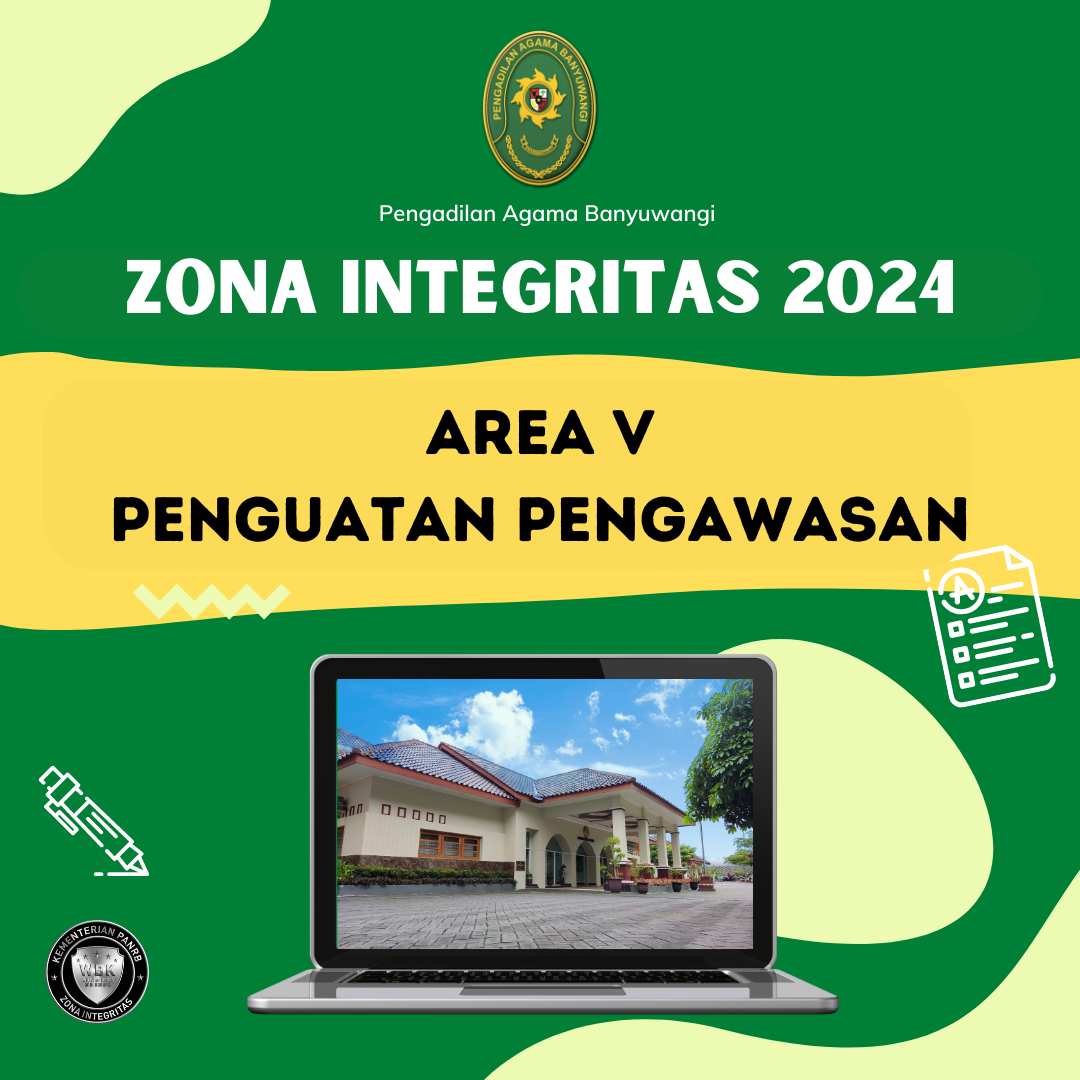 PENGADILAN AGAMA BANYUWANGI
Pengadilan Agama Banyuwangi
ZONA INTEGRITAS 2024
AREA V
PENGUATAN PENGAWASAN
A
KEMENTERIAN PANRB
WBK
ZONA INTEGRITAS